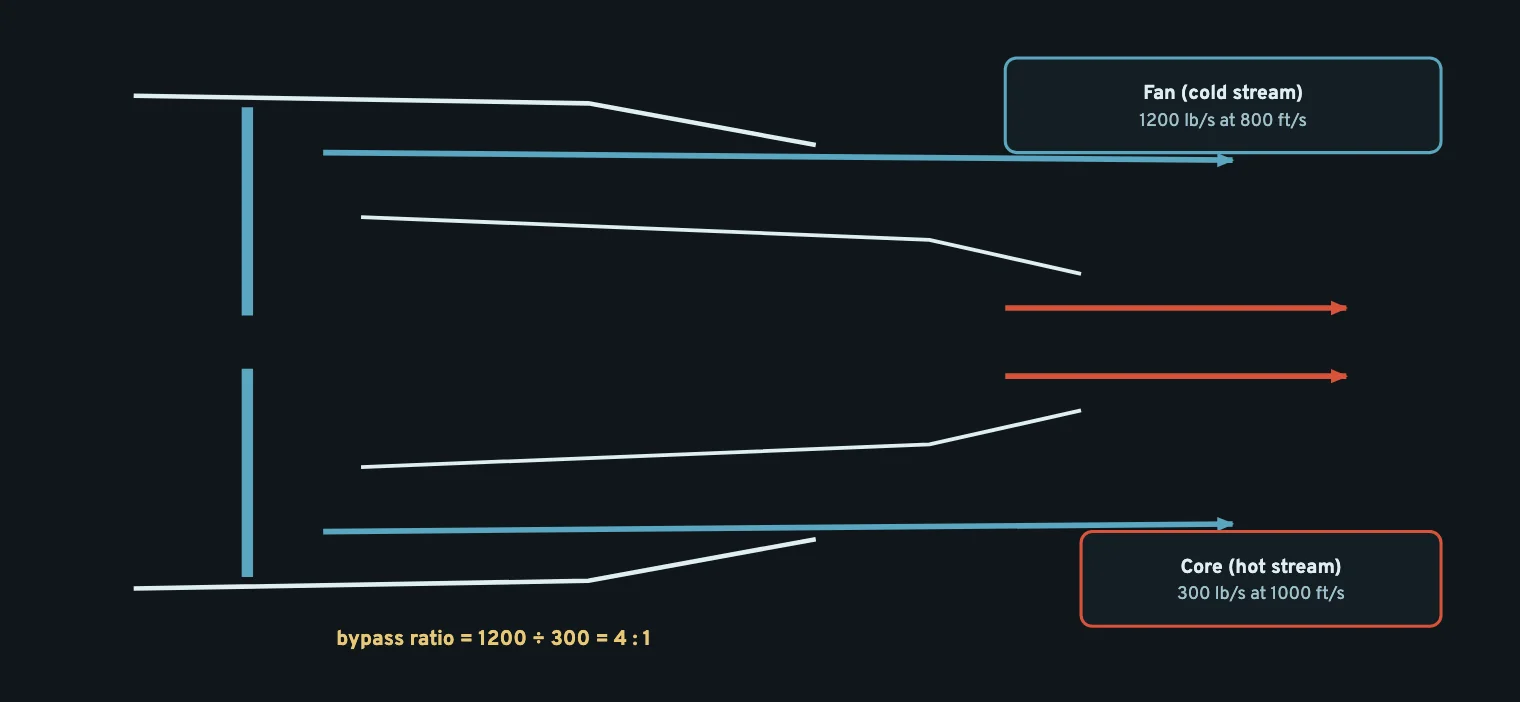 Fan (cold stream)
1200 lb/s at 800 ft/s
Core (hot stream)
300 lb/s at 1000 ft/s
bypass ratio = 1200 ÷ 300 = 4 : 1